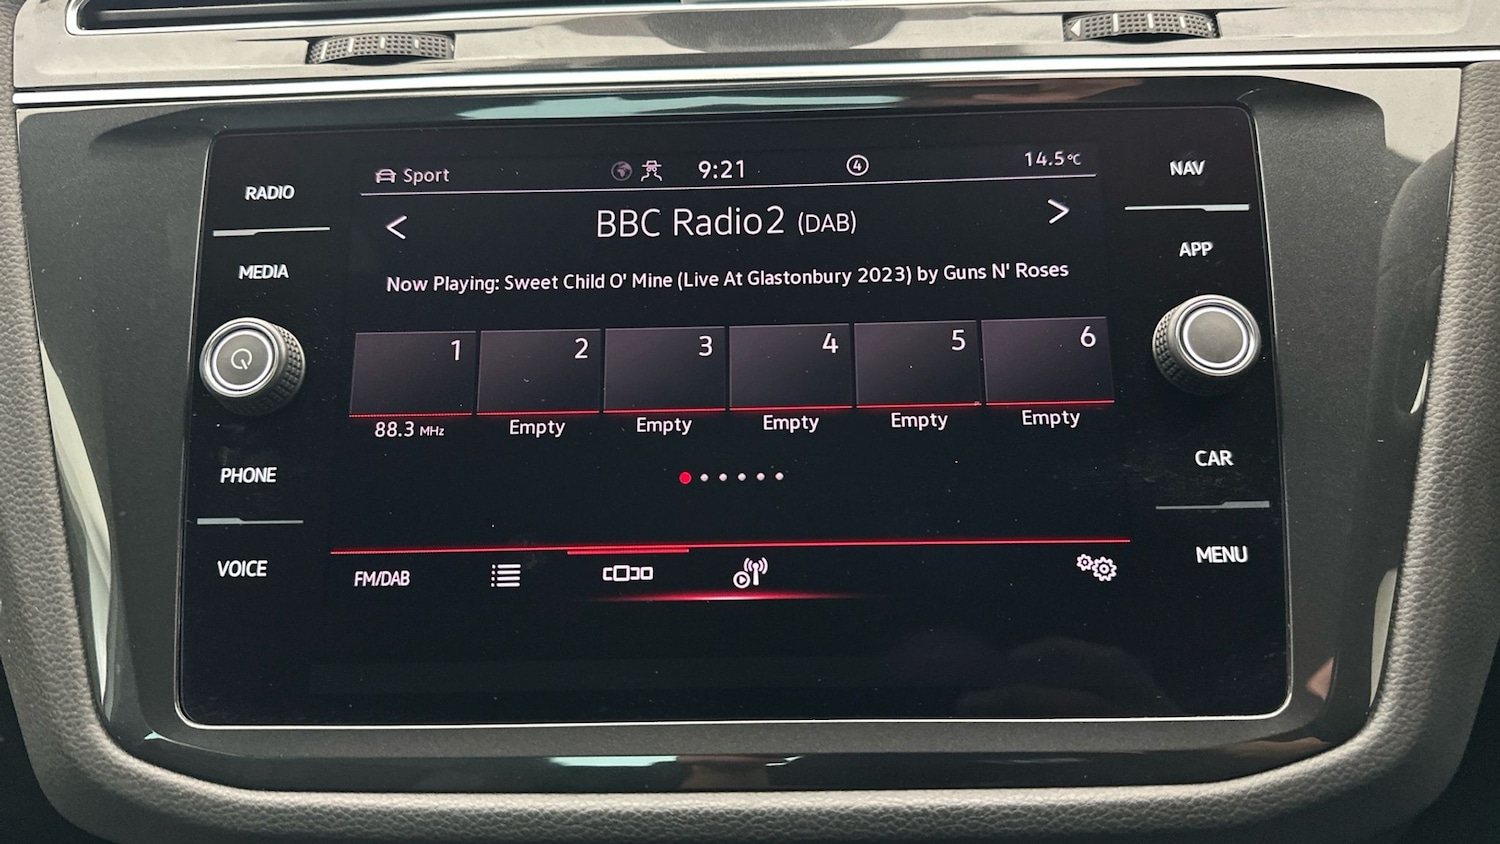 RADIO
MEDIA
PHONE
VOICE
Sport
9:21
4
14.5°C
BBC Radio2 (DAB)
Now Playing: Sweet Child O' Mine (Live At Glastonbury 2023) by Guns N' Roses
1 2 3 4 5 6
88.3 MHz Empty Empty Empty Empty Empty
FM/DAB
NAV
APP
CAR
MENU